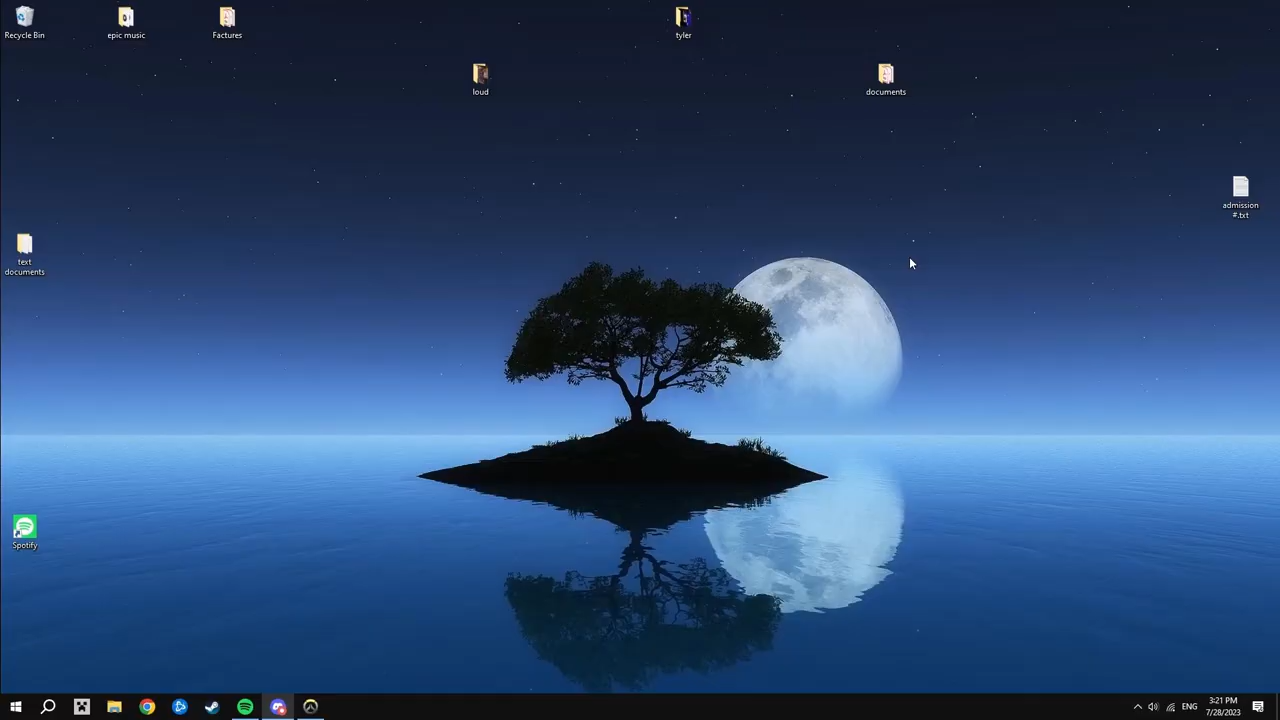 Recycle Bin
epic music
Factures
tyler
loud
documents
admission
#.txt
text
documents
Spotify
ENG
3:21 PM
7/28/2023